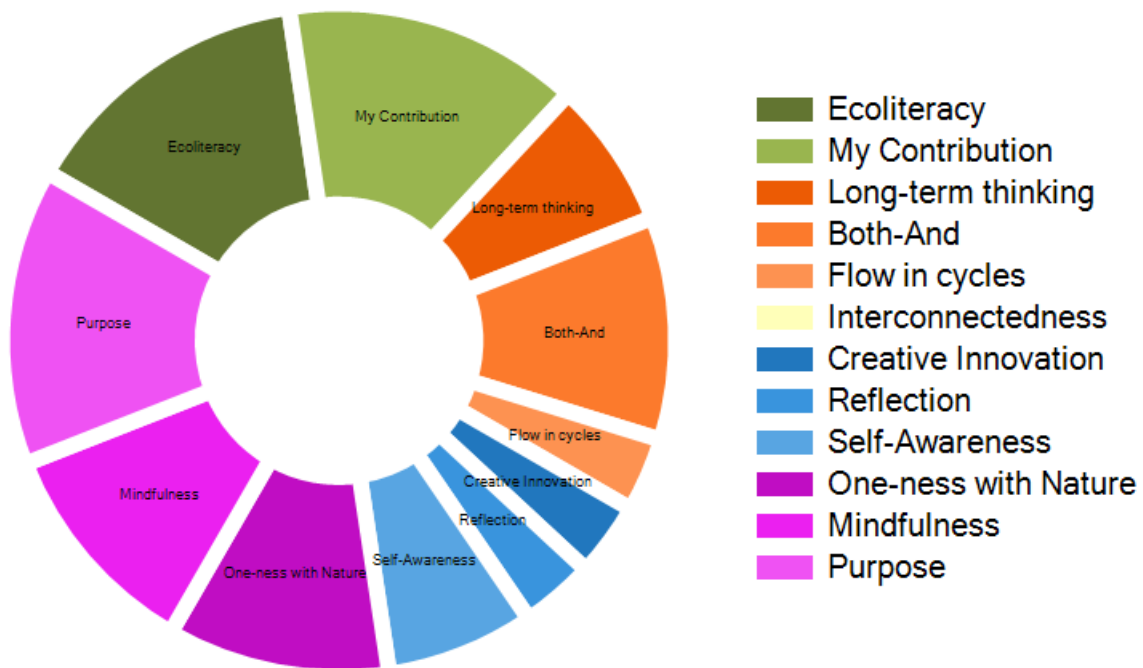 My Contribution
Ecoliteracy
Long-term thinking
Purpose
Both-And
Flow in cycles
Creative Innovation
Mindfulness
Reflection
Self-Awareness
One-ness with Nature
Ecoliteracy
My Contribution
Long-term thinking
Both-And
Flow in cycles
Interconnectedness
Creative Innovation
Reflection
Self-Awareness
One-ness with Nature
Mindfulness
Purpose